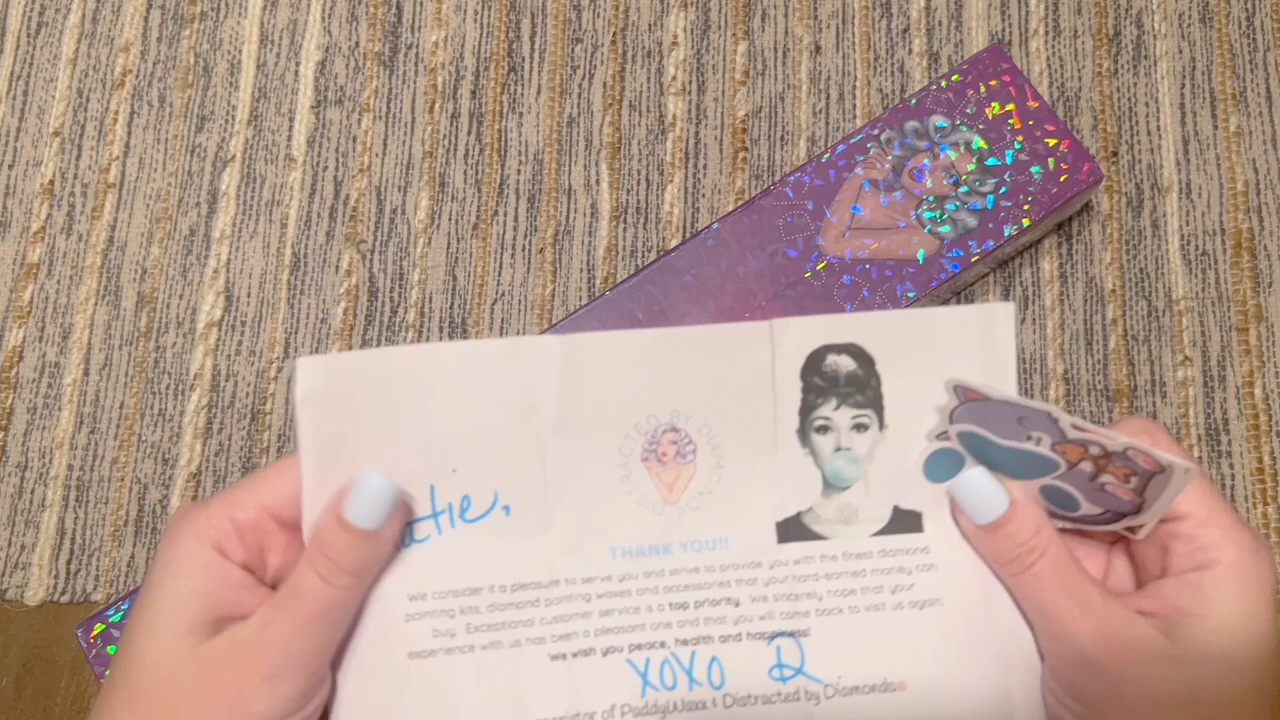 atie,
DISTRACTED BY DIAMONDS
THANK YOU!!
We consider it a pleasure to serve you and strive to provide you with the finest diamond
painting kits, diamond painting waxes and accessories that your hard-earned money can
buy. Exceptional customer service is a top priority. We sincerely hope that your
experience with us has been a pleasant one and that you will come back to visit us again.
We wish you peace, health and happiness!
XOXO D
of PaddyWaxx & Distracted by Diamonds